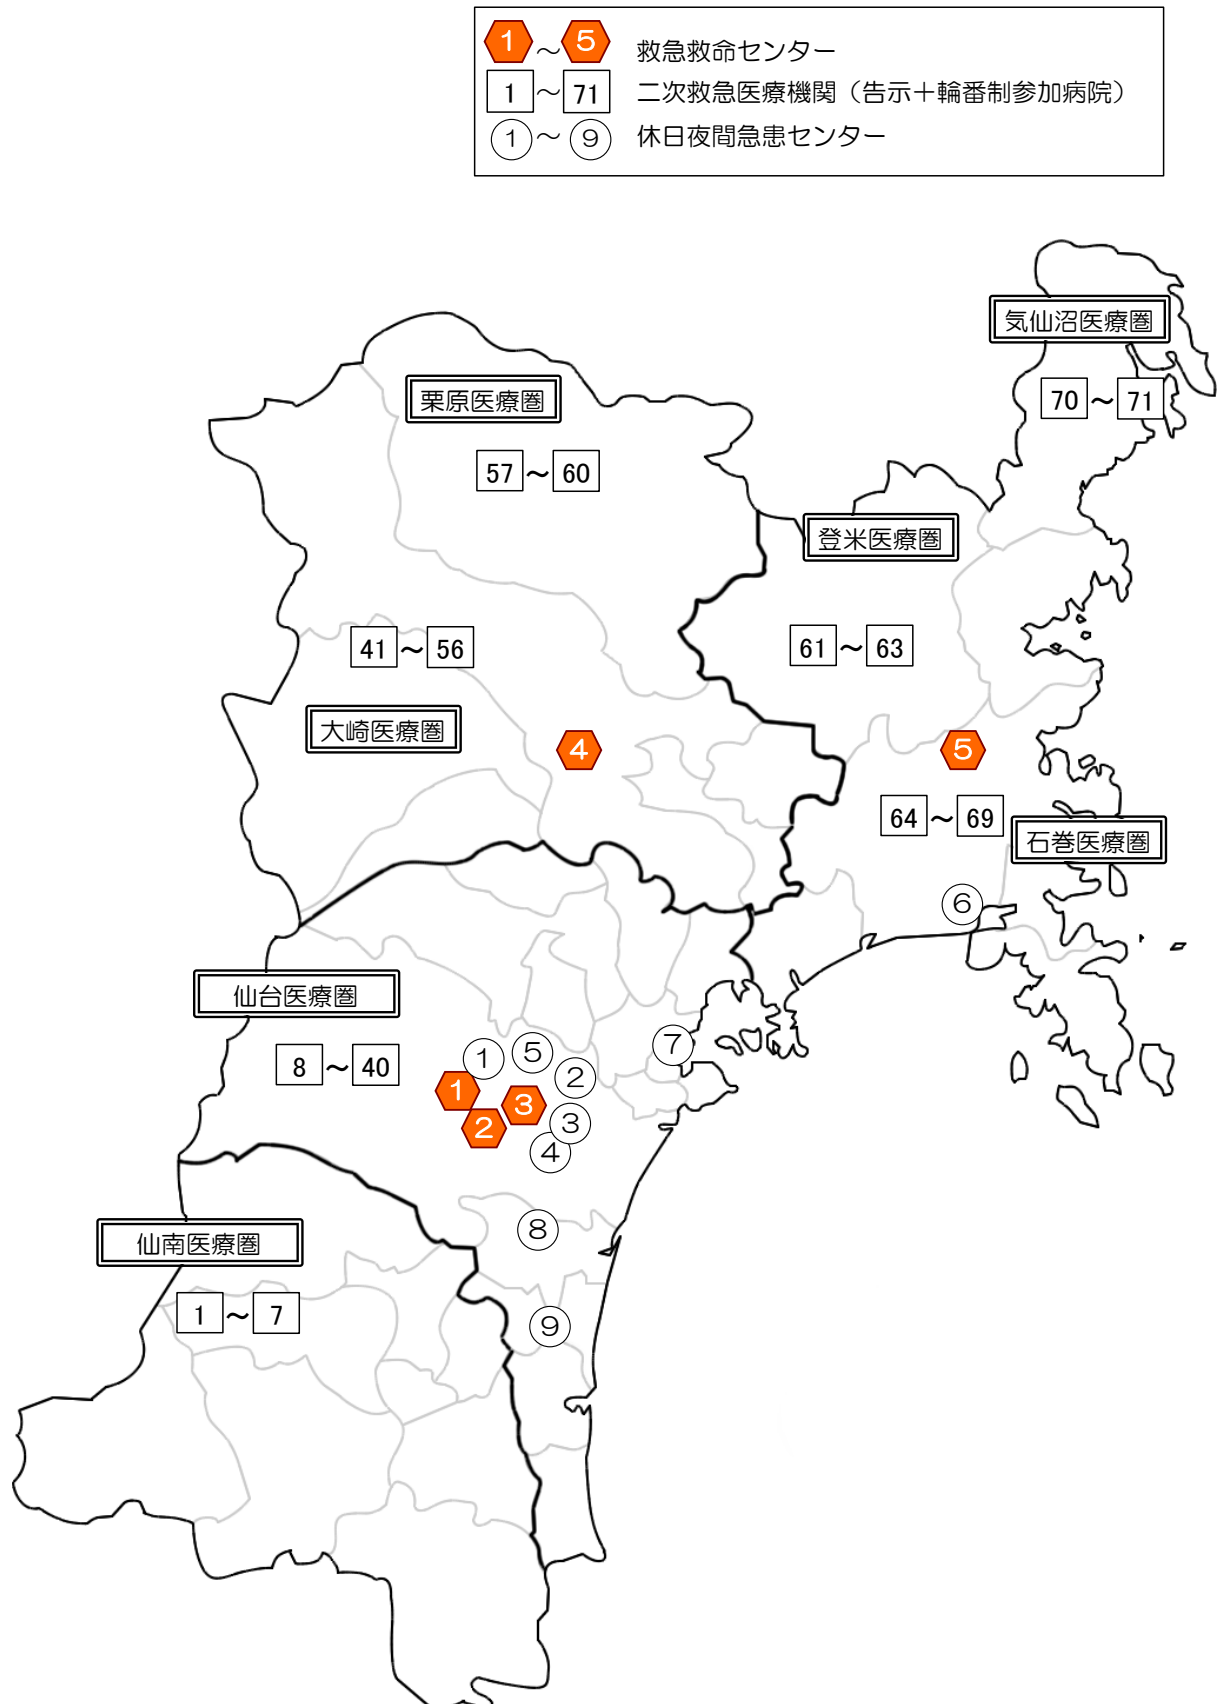 1～5 救急救命センター
1～71 二次救急医療機関（告示＋輪番制参加病院）
①～⑨ 休日夜間急患センター
気仙沼医療圏
70～71
栗原医療圏
57～60
登米医療圏
61～63
41～56
大崎医療圏
4
5
64～69
石巻医療圏
⑥
仙台医療圏
8～40
①
⑤
②
⑦
1
3
2
③
④
⑧
仙南医療圏
1～7
⑨